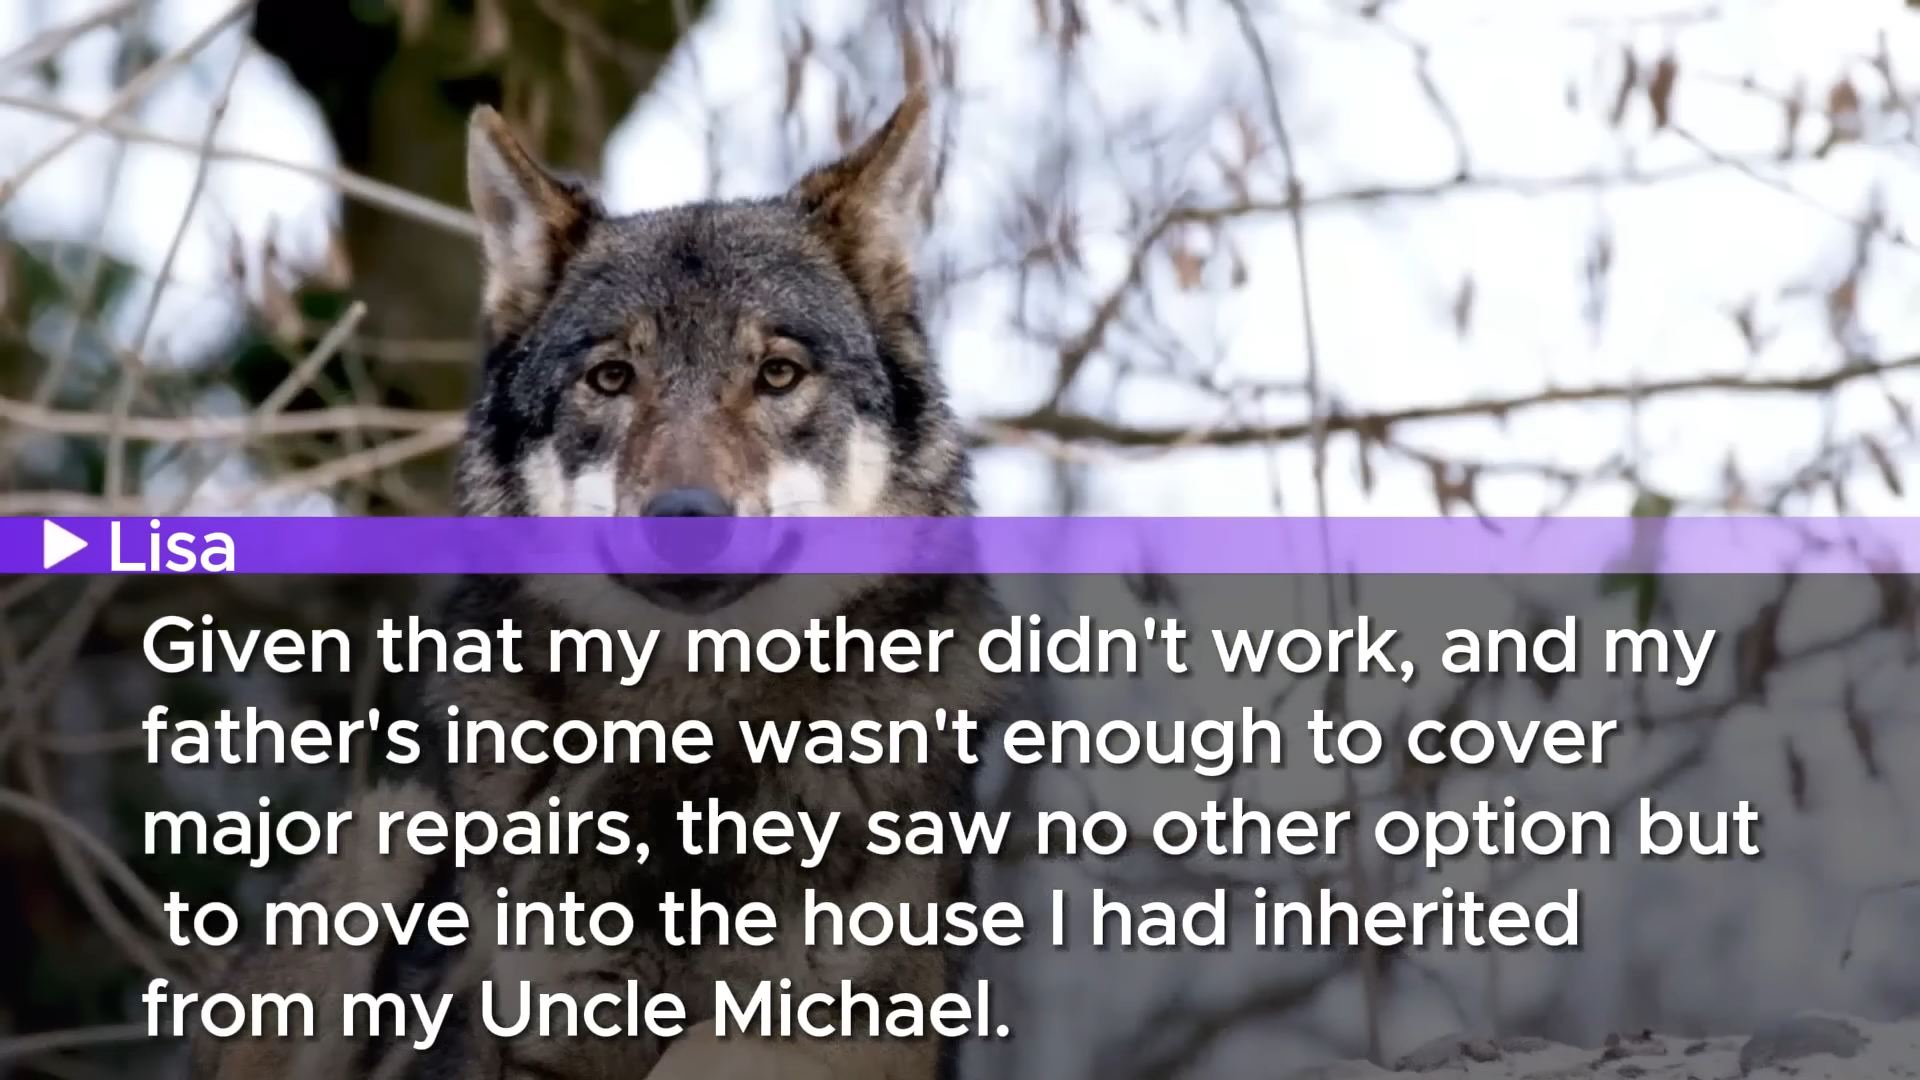 Lisa
Given that my mother didn't work, and my
father's income wasn't enough to cover
major repairs, they saw no other option but
to move into the house I had inherited
from my Uncle Michael.